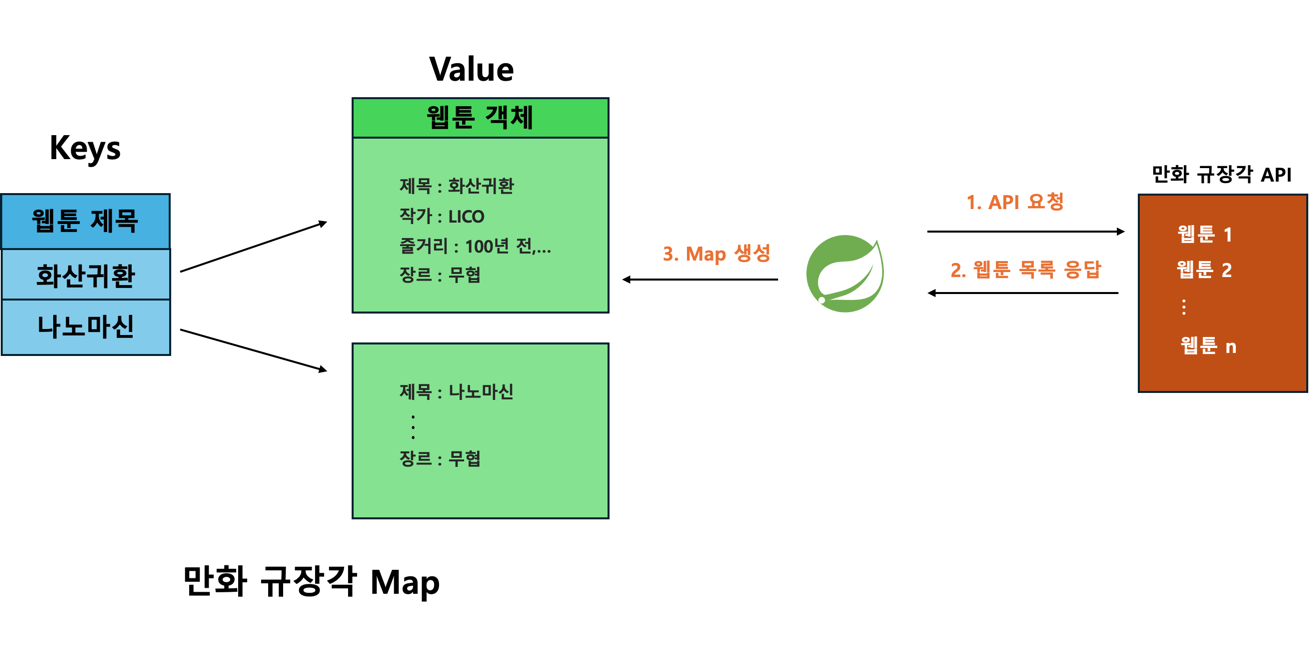 Value
Keys
웹툰 제목
화산귀환
나노마신
웹툰 객체
제목 : 화산귀환
작가 : LICO
줄거리 : 100년 전,...
장르 : 무협
제목 : 나노마신
⋮
장르 : 무협
3. Map 생성
1. API 요청
2. 웹툰 목록 응답
만화 규장각 API
웹툰 1
웹툰 2
⋮
웹툰 n
만화 규장각 Map